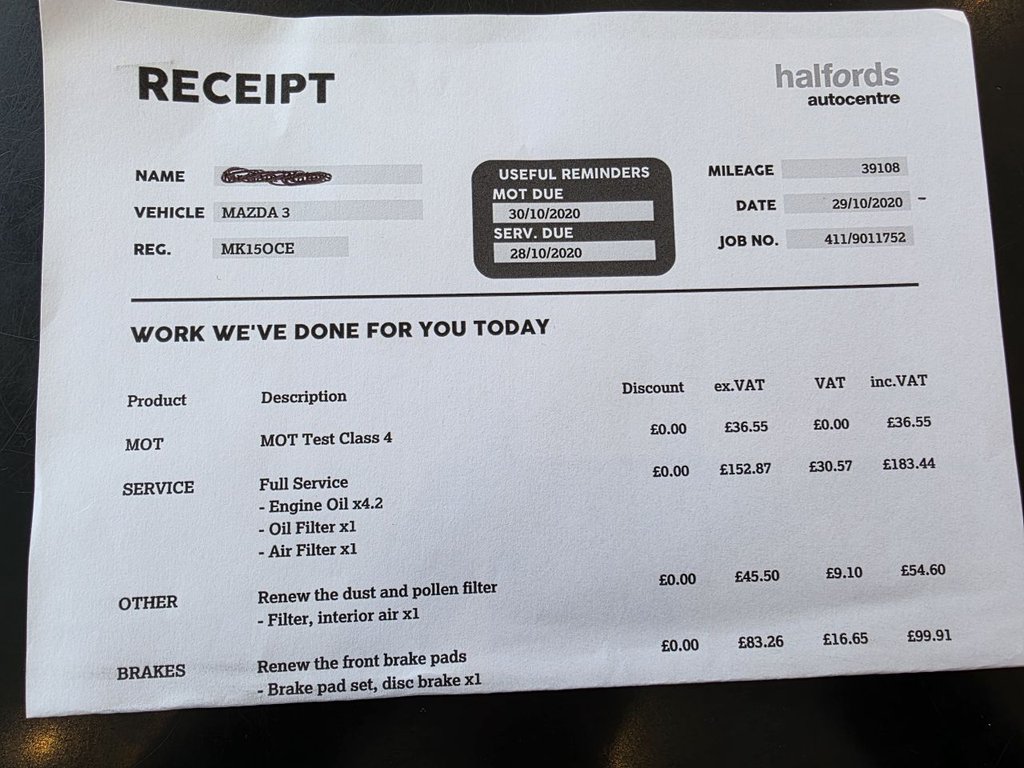 RECEIPT
halfords
autocentre
NAME
VEHICLE MAZDA 3
REG. MK15OCE
USEFUL REMINDERS
MOT DUE
30/10/2020
SERV. DUE
28/10/2020
MILEAGE 39108
DATE 29/10/2020 -
JOB NO. 411/9011752
WORK WE'VE DONE FOR YOU TODAY
Product Description Discount ex.VAT VAT inc.VAT
MOT MOT Test Class 4 £0.00 £36.55 £0.00 £36.55
SERVICE Full Service £0.00 £152.87 £30.57 £183.44
- Engine Oil x4.2
- Oil Filter x1
- Air Filter x1
OTHER Renew the dust and pollen filter £0.00 £45.50 £9.10 £54.60
- Filter, interior air x1
BRAKES Renew the front brake pads £0.00 £83.26 £16.65 £99.91
- Brake pad set, disc brake x1